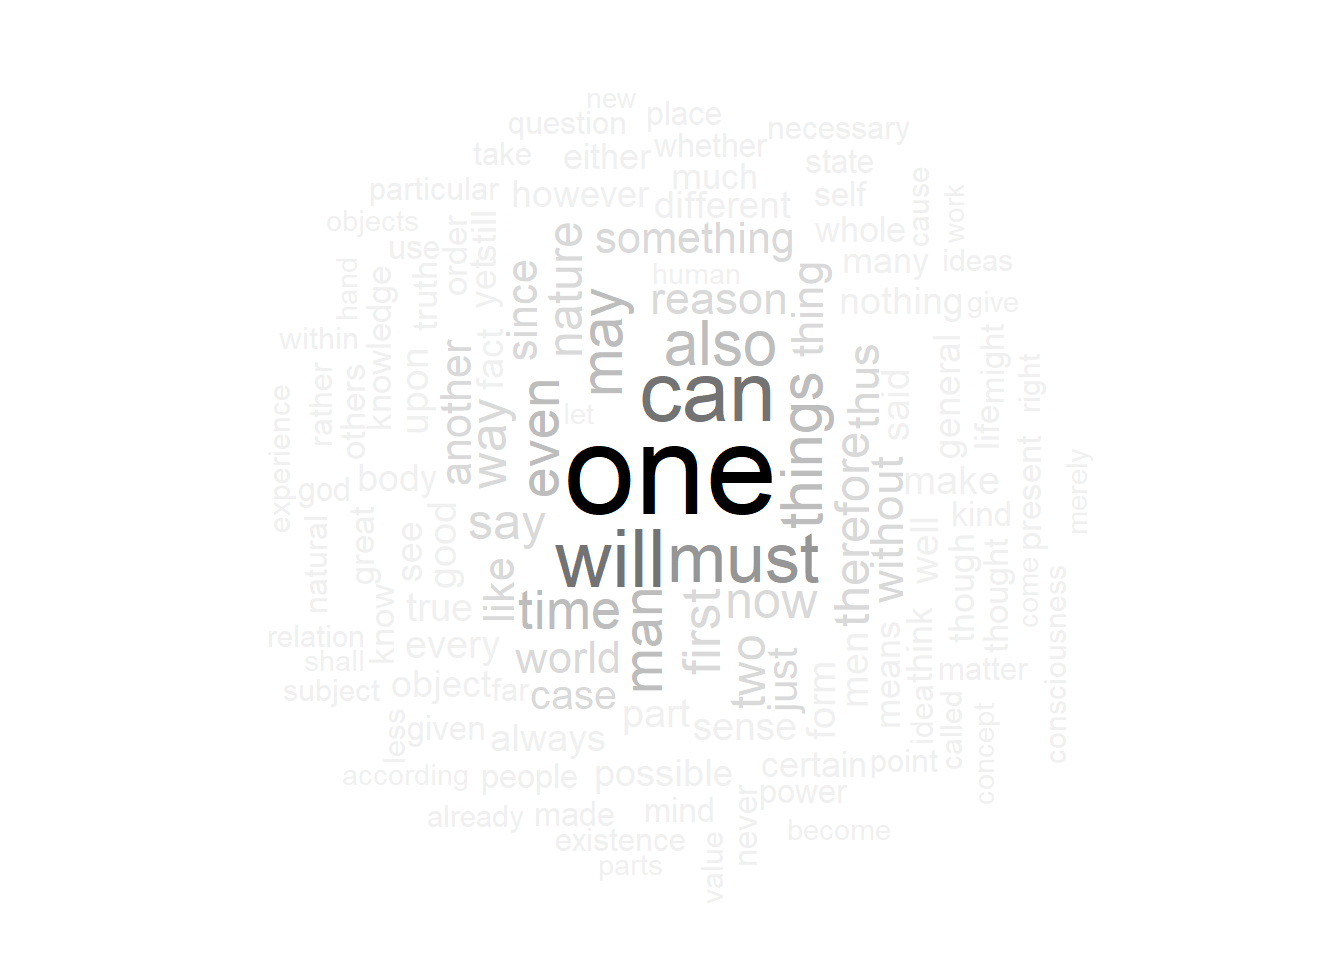 new
question
place
necessary
take
either
whether
state
particular
however
much
different
self
cause
work
objects
use
order
still
something
whole
many
ideas
hand
knowledge
truth
yet
since
nature
may
human
reason
thing
nothing
give
within
rather
others
upon
another
fact
way
even
let
also
can
things
thus
said
general
life
might
right
experience
god
body
say
one
therefore
without
make
kind
present
merely
natural
great
see
good
like
will
must
now
well
though
thought
come
consciousness
relation
know
true
every
time
man
first
two
just
men
means
idea
think
matter
shall
subject
object
far
world
case
part
sense
form
called
concept
less
given
always
according
people
possible
certain
point
power
already
made
mind
never
become
existence
parts
value